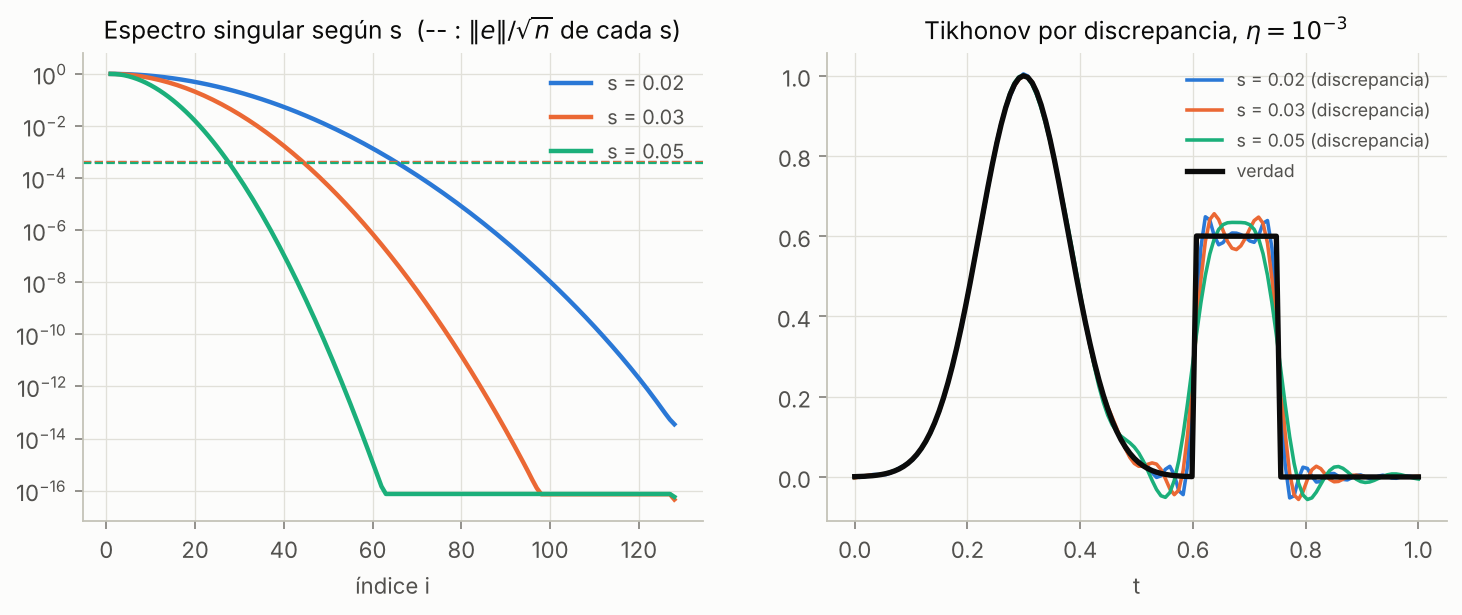 Espectro singular según s (-- : ‖e‖/√n de cada s)
10⁰
10⁻²
10⁻⁴
10⁻⁶
10⁻⁸
10⁻¹⁰
10⁻¹²
10⁻¹⁴
10⁻¹⁶
s = 0.02
s = 0.03
s = 0.05
0 20 40 60 80 100 120
índice i
Tikhonov por discrepancia, η = 10⁻³
1.0
0.8
0.6
0.4
0.2
0.0
s = 0.02 (discrepancia)
s = 0.03 (discrepancia)
s = 0.05 (discrepancia)
verdad
0.0 0.2 0.4 0.6 0.8 1.0
t